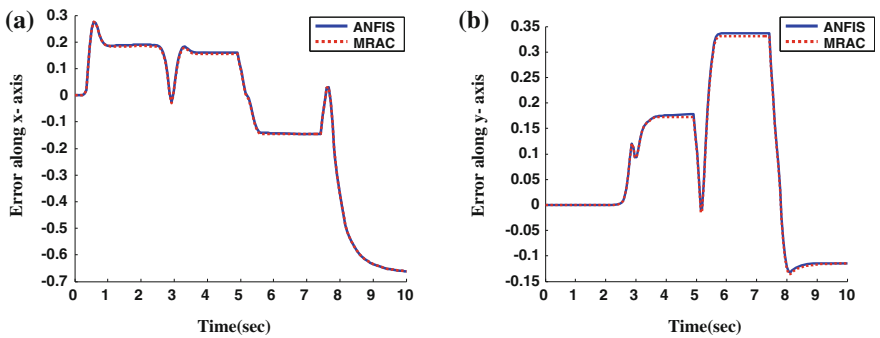 (a)
0.3
0.2
0.1
0
-0.1
-0.2
-0.3
-0.4
-0.5
-0.6
-0.7
Error along x- axis
ANFIS
MRAC
0 1 2 3 4 5 6 7 8 9 10
Time(sec)
(b)
0.35
0.3
0.25
0.2
0.15
0.1
0.05
0
-0.05
-0.1
-0.15
Error along y- axis
ANFIS
MRAC
0 1 2 3 4 5 6 7 8 9 10
Time(sec)